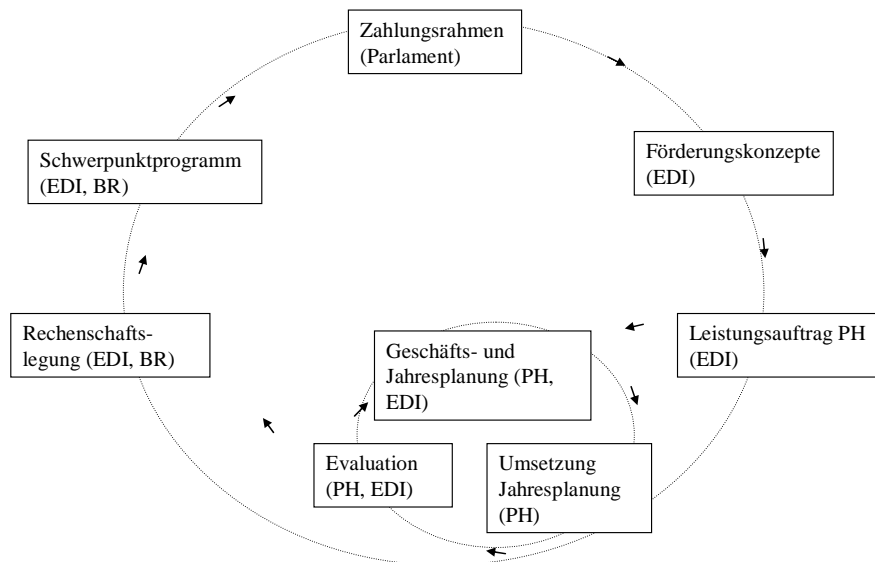 Zahlungsrahmen
(Parlament)
Schwerpunktprogramm
(EDI, BR)
Förderungskonzepte
(EDI)
Rechenschafts-
legung (EDI, BR)
Leistungsauftrag PH
(EDI)
Geschäfts- und
Jahresplanung (PH,
EDI)
Evaluation
(PH, EDI)
Umsetzung
Jahresplanung
(PH)